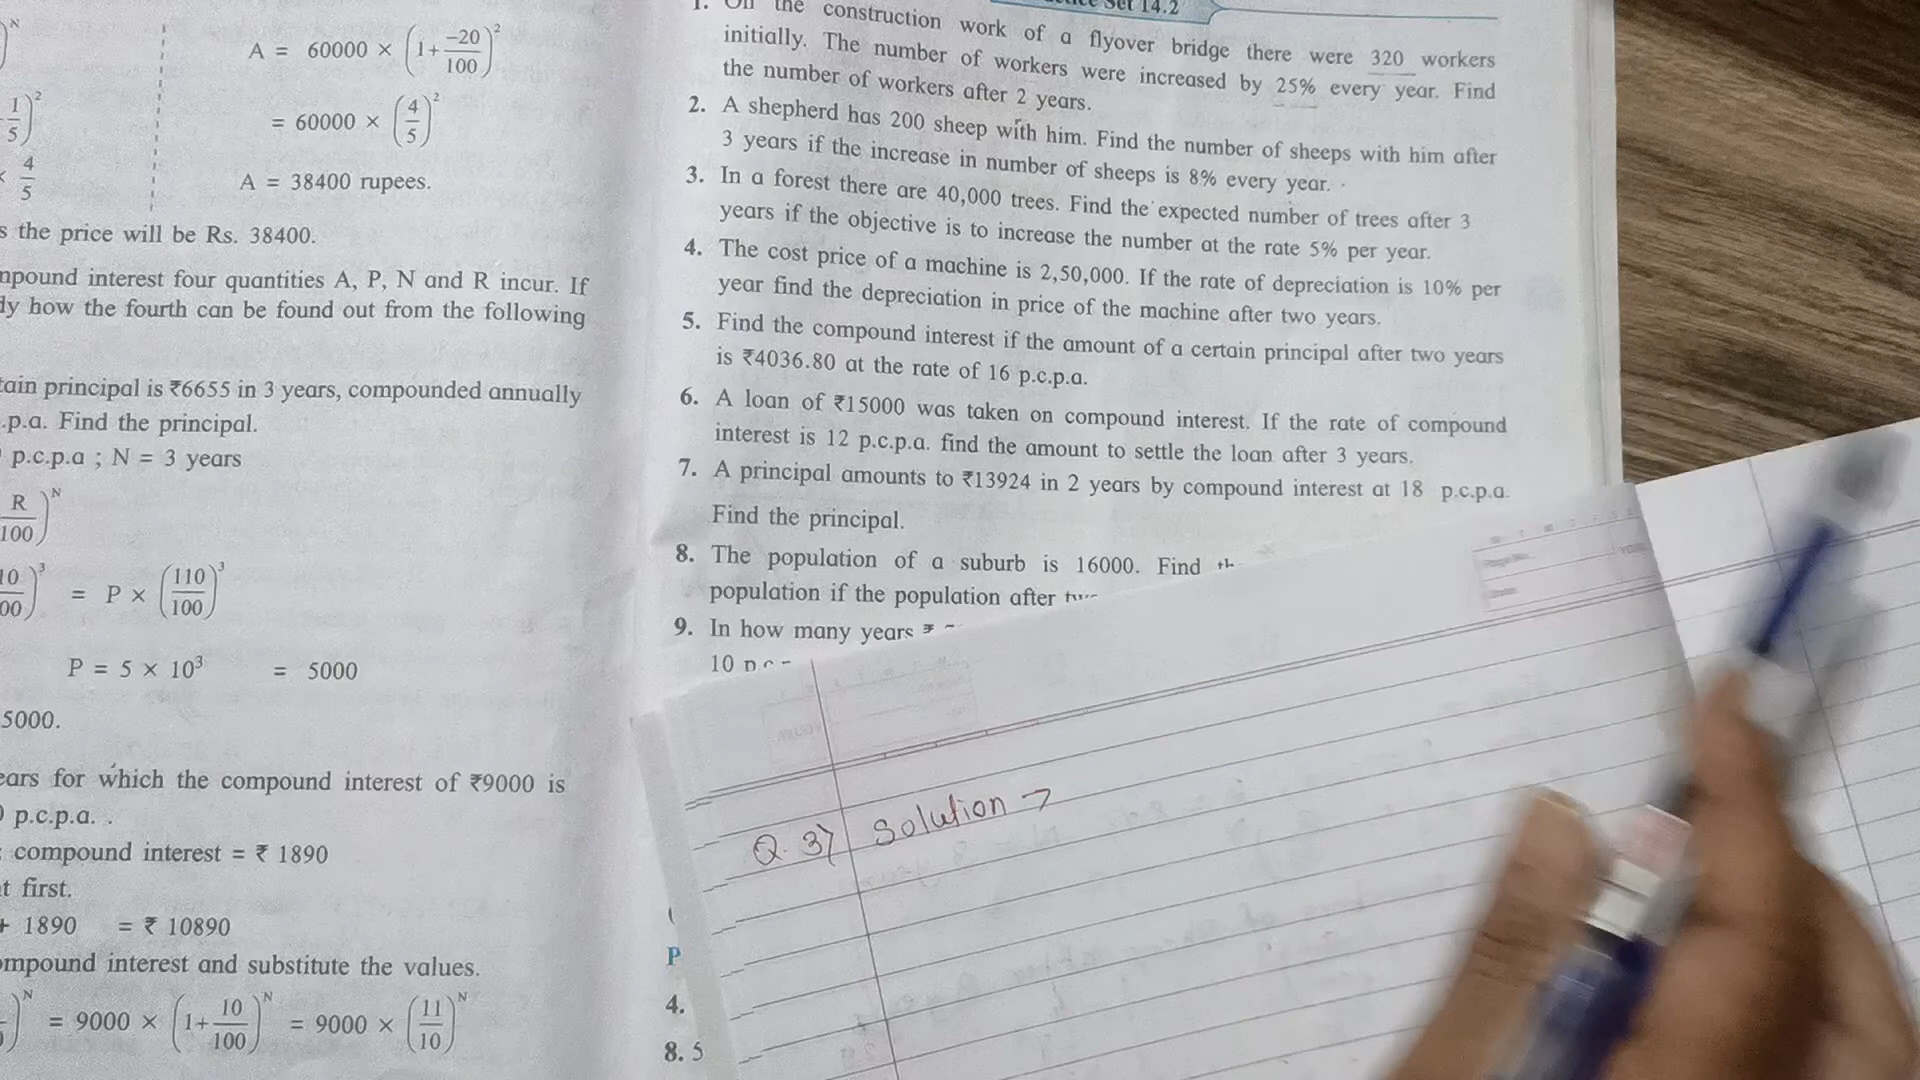 A = 60000 × (1+ -20/100)²
= 60000 × (4/5)²
A = 38400 rupees.
s the price will be Rs. 38400.
mpound interest four quantities A, P, N and R incur. If
dy how the fourth can be found out from the following
tain principal is ₹6655 in 3 years, compounded annually
.p.a. Find the principal.
p.c.p.a ; N = 3 years
R/100)ᴺ
= P × (110/100)³
P = 5 × 10³ = 5000
5000.
ears for which the compound interest of ₹9000 is
p.c.p.a. .
compound interest = ₹ 1890
t first.
+ 1890 = ₹ 10890
ompound interest and substitute the values.
)ᴺ = 9000 × (1+ 10/100)ᴺ = 9000 × (11/10)ᴺ
Set 14.2
1. On the construction work of a flyover bridge there were 320 workers
initially. The number of workers were increased by 25% every year. Find
the number of workers after 2 years.
2. A shepherd has 200 sheep with him. Find the number of sheeps with him after
3 years if the increase in number of sheeps is 8% every year.
3. In a forest there are 40,000 trees. Find the expected number of trees after 3
years if the objective is to increase the number at the rate 5% per year.
4. The cost price of a machine is 2,50,000. If the rate of depreciation is 10% per
year find the depreciation in price of the machine after two years.
5. Find the compound interest if the amount of a certain principal after two years
is ₹4036.80 at the rate of 16 p.c.p.a.
6. A loan of ₹15000 was taken on compound interest. If the rate of compound
interest is 12 p.c.p.a. find the amount to settle the loan after 3 years.
7. A principal amounts to ₹13924 in 2 years by compound interest at 18 p.c.p.a.
Find the principal.
8. The population of a suburb is 16000. Find
population if the population after
9. In how many years ₹
10
Q. 3) Solution →
P
4.
8. 5